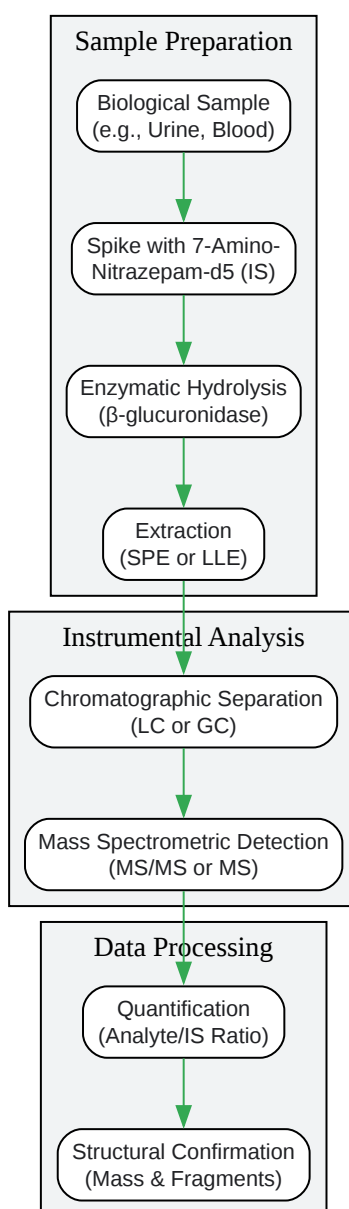 Sample Preparation
Biological Sample
(e.g., Urine, Blood)
Spike with 7-Amino-
Nitrazepam-d5 (IS)
Enzymatic Hydrolysis
(β-glucuronidase)
Extraction
(SPE or LLE)
Instrumental Analysis
Chromatographic Separation
(LC or GC)
Mass Spectrometric Detection
(MS/MS or MS)
Data Processing
Quantification
(Analyte/IS Ratio)
Structural Confirmation
(Mass & Fragments)